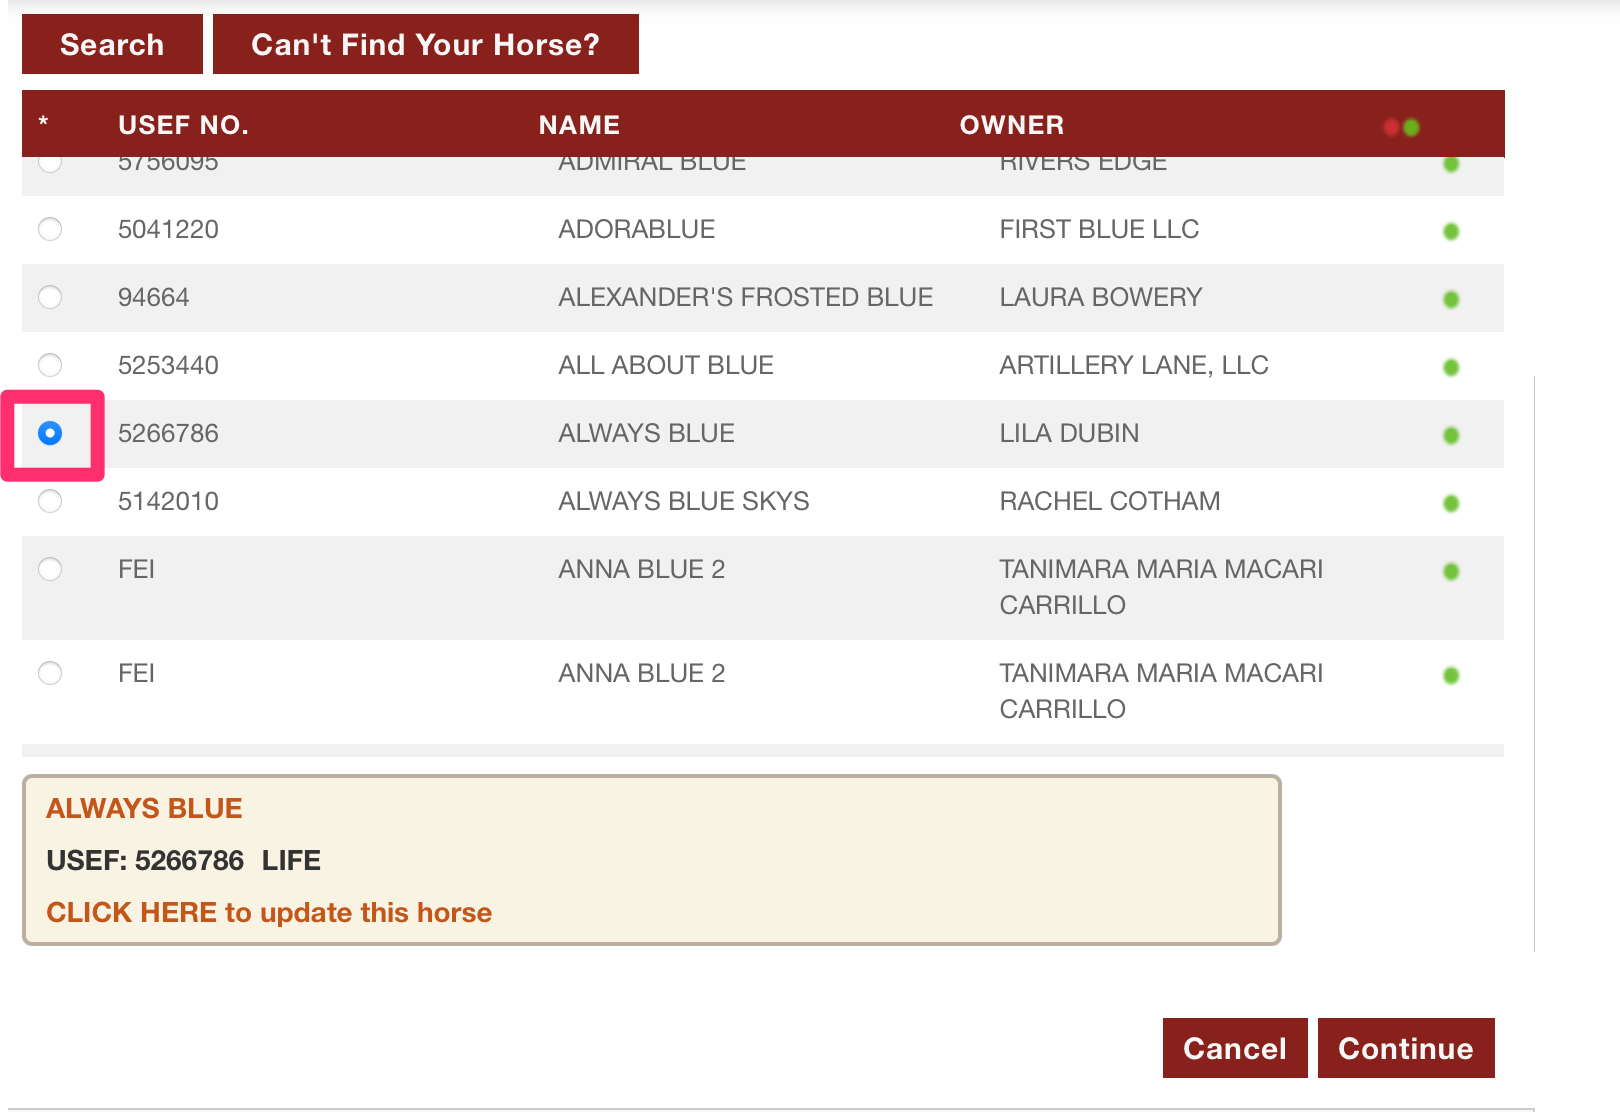 Search Can't Find Your Horse?
* USEF NO. NAME OWNER
5756095 ADMIRAL BLUE RIVERS EDGE
5041220 ADORABLUE FIRST BLUE LLC
94664 ALEXANDER'S FROSTED BLUE LAURA BOWERY
5253440 ALL ABOUT BLUE ARTILLERY LANE, LLC
5266786 ALWAYS BLUE LILA DUBIN
5142010 ALWAYS BLUE SKYS RACHEL COTHAM
FEI ANNA BLUE 2 TANIMARA MARIA MACARI
CARRILLO
FEI ANNA BLUE 2 TANIMARA MARIA MACARI
CARRILLO
ALWAYS BLUE
USEF: 5266786 LIFE
CLICK HERE to update this horse
Cancel Continue